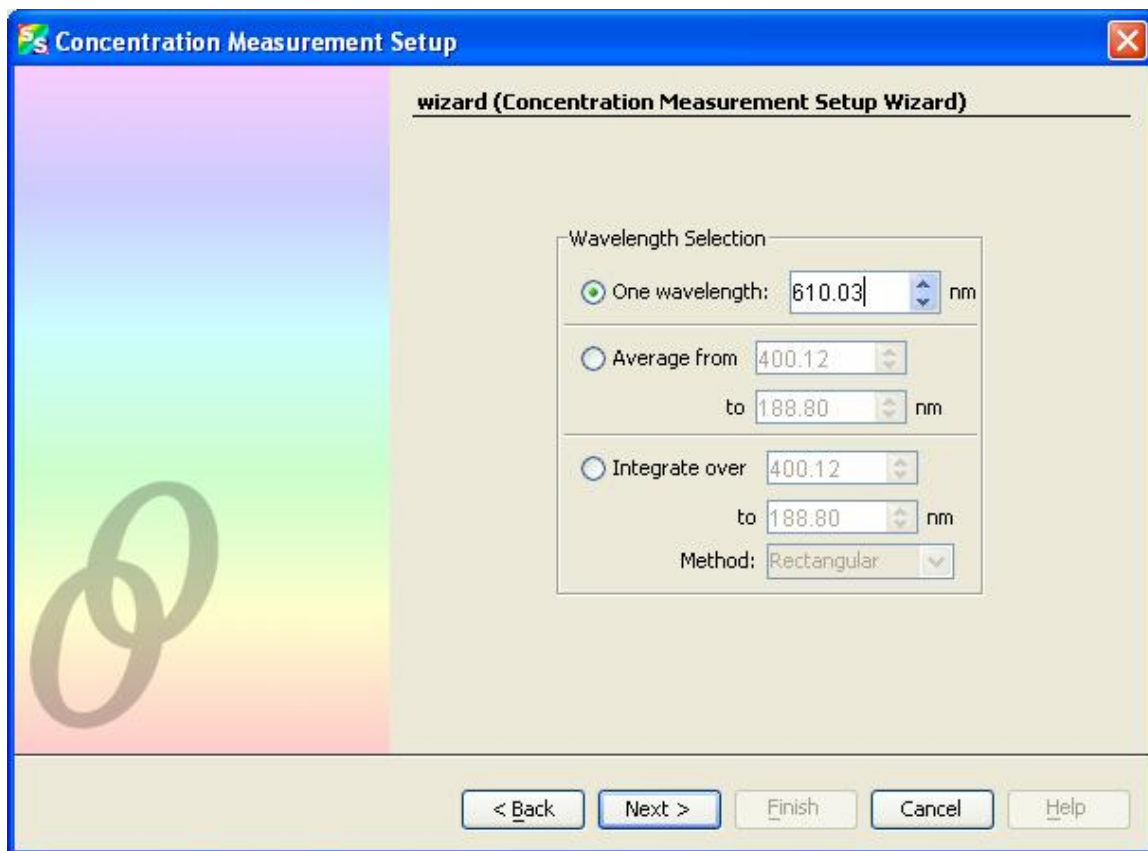 Concentration Measurement Setup
wizard (Concentration Measurement Setup Wizard)
Wavelength Selection
One wavelength: 610.03 nm
Average from 400.12
to 188.80 nm
Integrate over 400.12
to 188.80 nm
Method: Rectangular
OO
< Back Next > Finish Cancel Help